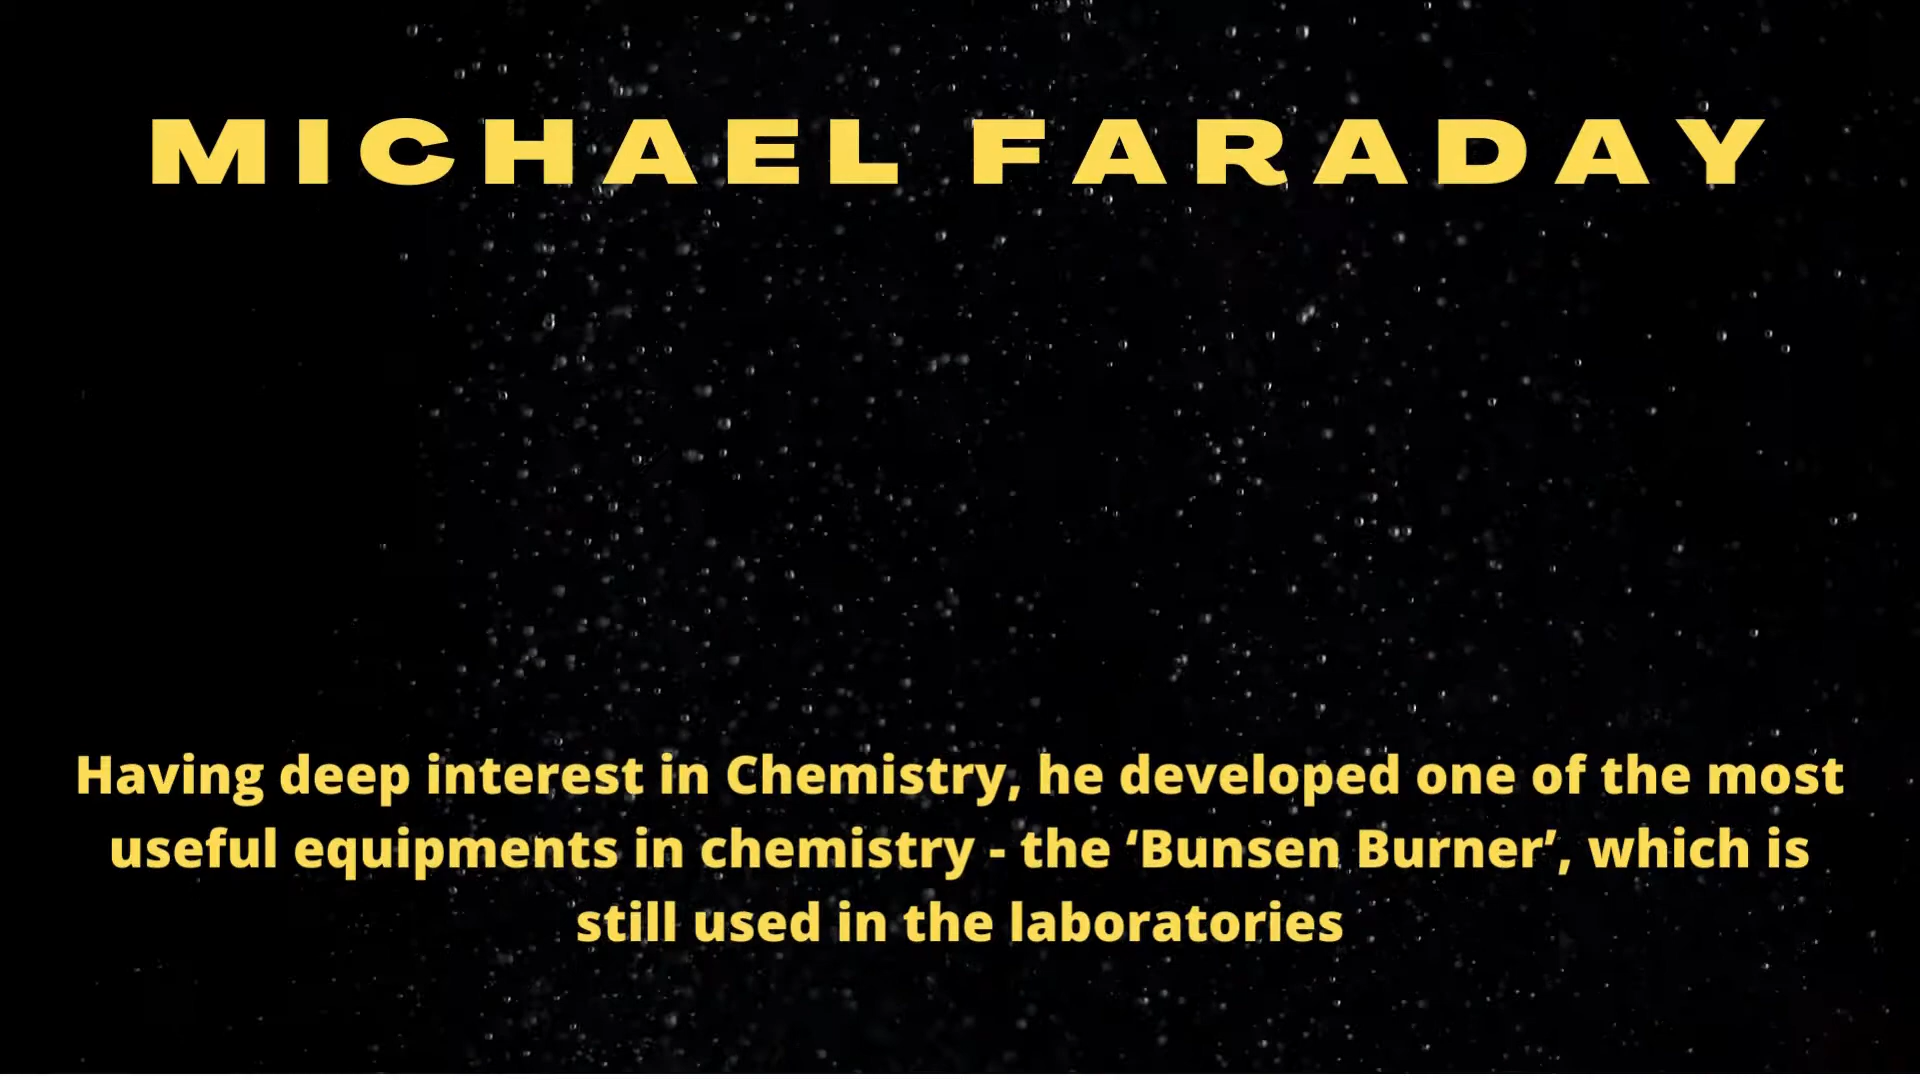 MICHAEL FARADAY
Having deep interest in Chemistry, he developed one of the most
useful equipments in chemistry - the ‘Bunsen Burner’, which is
still used in the laboratories